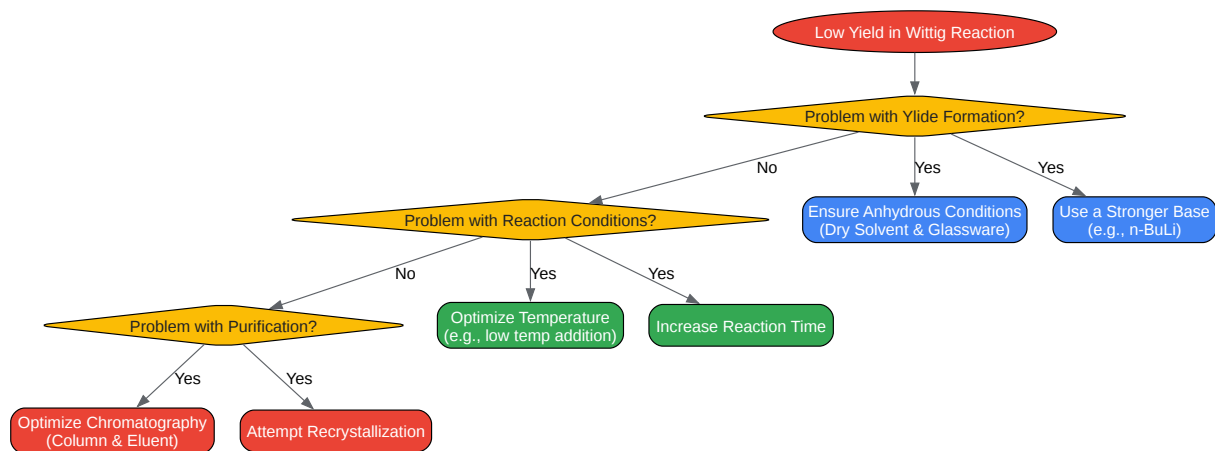 Low Yield in Wittig Reaction
Problem with Ylide Formation?
No
Yes
Yes
Problem with Reaction Conditions?
Ensure Anhydrous Conditions
(Dry Solvent & Glassware)
Use a Stronger Base
(e.g., n-BuLi)
No
Yes
Yes
Problem with Purification?
Optimize Temperature
(e.g., low temp addition)
Increase Reaction Time
Yes
Yes
Optimize Chromatography
(Column & Eluent)
Attempt Recrystallization